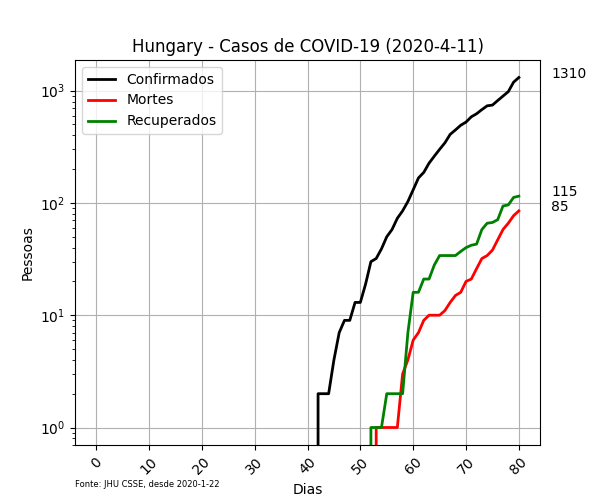 Hungary - Casos de COVID-19 (2020-4-11)
Confirmados
Mortes
Recuperados
1310
115
85
10³
10²
10¹
10⁰
Pessoas
0 10 20 30 40 50 60 70 80
Dias
Fonte: JHU CSSE, desde 2020-1-22